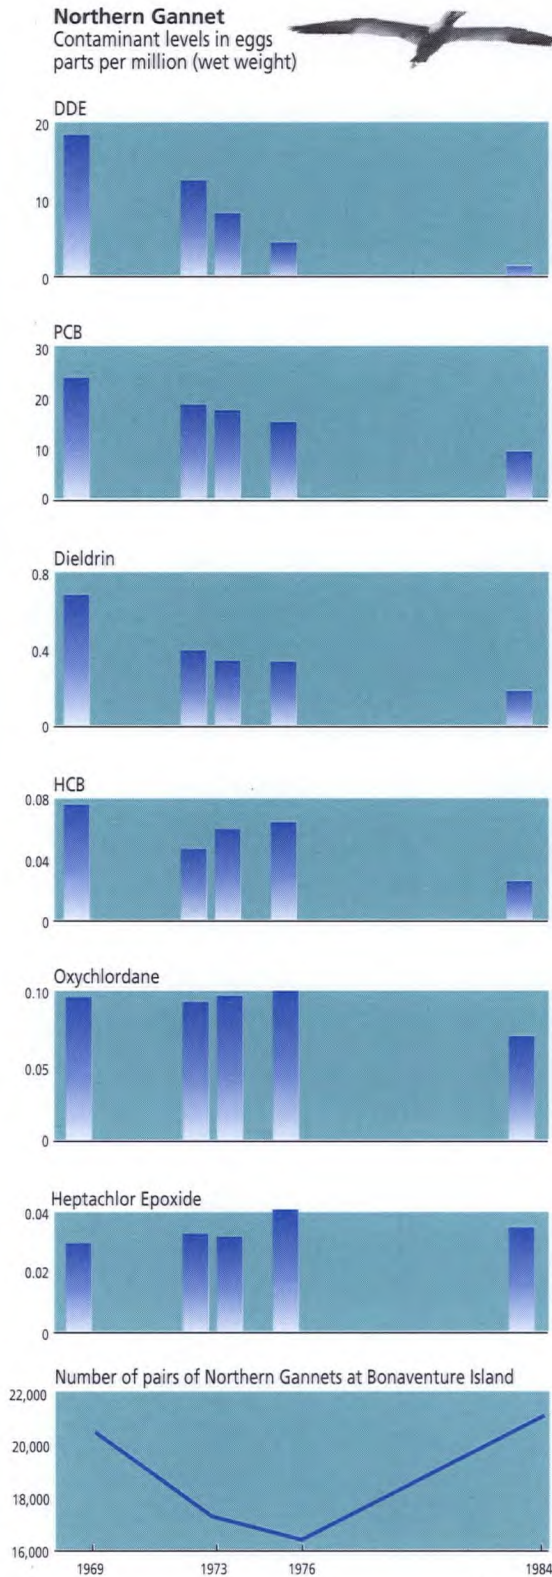 Northern Gannet
Contaminant levels in eggs
parts per million (wet weight)
DDE
20
10
0
PCB
30
20
10
0
Dieldrin
0.8
0.4
0
HCB
0.08
0.04
0
Oxychlordane
0.10
0.05
0
Heptachlor Epoxide
0.04
0.02
0
Number of pairs of Northern Gannets at Bonaventure Island
22,000
20,000
18,000
16,000
1969 1973 1976 1984